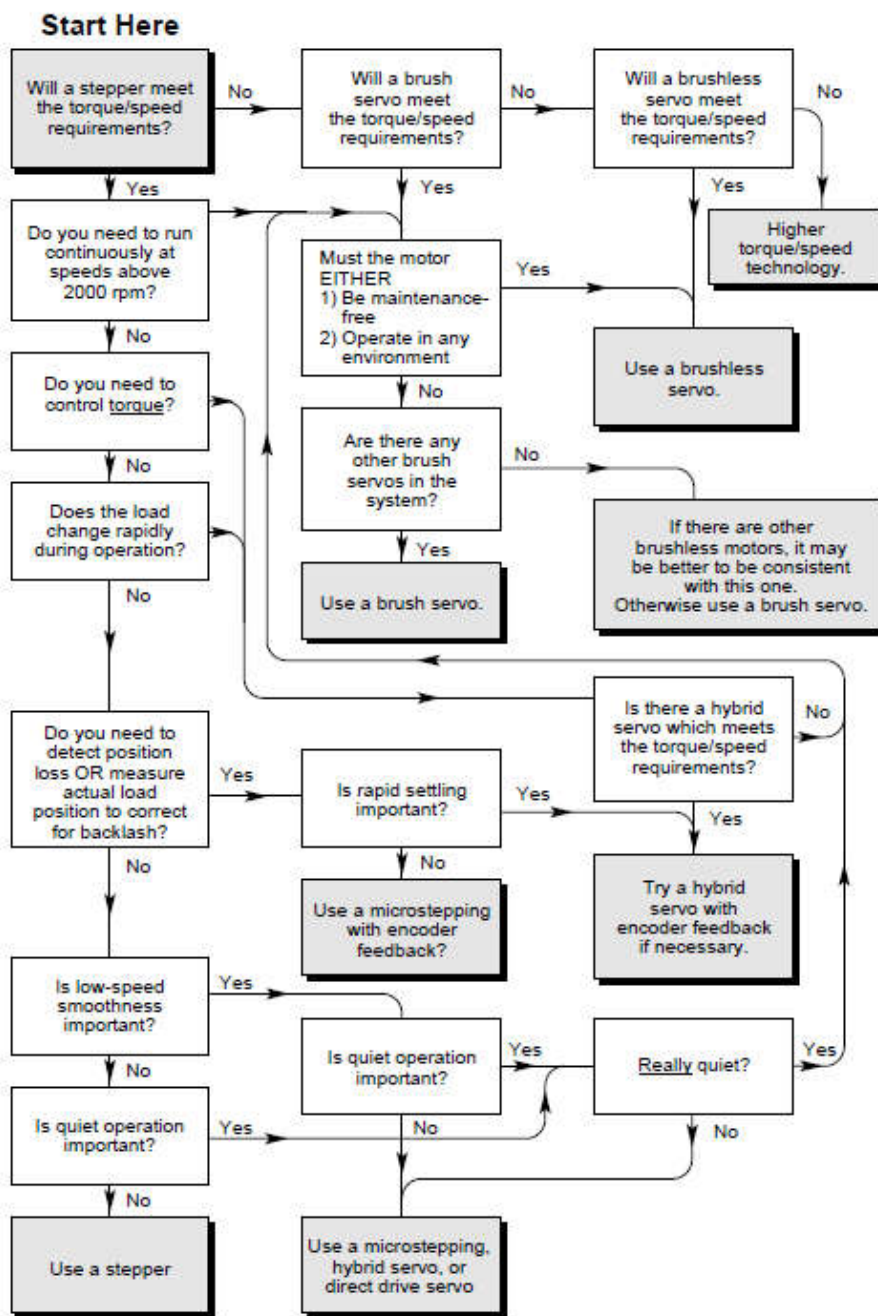 Start Here
Will a stepper meet
the torque/speed
requirements?
No
Will a brush
servo meet
the torque/speed
requirements?
No
Will a brushless
servo meet
the torque/speed
requirements?
No
Yes
Yes
Yes
Higher
torque/speed
technology.
Do you need to run
continuously at
speeds above
2000 rpm?
Must the motor
EITHER
1) Be maintenance-
free
2) Operate in any
environment
Yes
Use a brushless
servo.
No
No
Do you need to
control torque?
Are there any
other brush
servos in the
system?
No
If there are other
brushless motors, it may
be better to be consistent
with this one.
Otherwise use a brush servo.
No
Does the load
change rapidly
during operation?
Yes
Use a brush servo.
No
Is there a hybrid
servo which meets
the torque/speed
requirements?
No
Do you need to
detect position
loss OR measure
actual load
position to correct
for backlash?
Yes
Is rapid settling
important?
Yes
Yes
No
No
Use a microstepping
with encoder
feedback?
Try a hybrid
servo with
encoder feedback
if necessary.
Is low-speed
smoothness
important?
Yes
Is quiet operation
important?
Yes
Really quiet?
Yes
No
Is quiet operation
important?
Yes
No
No
No
Use a stepper
Use a microstepping,
hybrid servo, or
direct drive servo